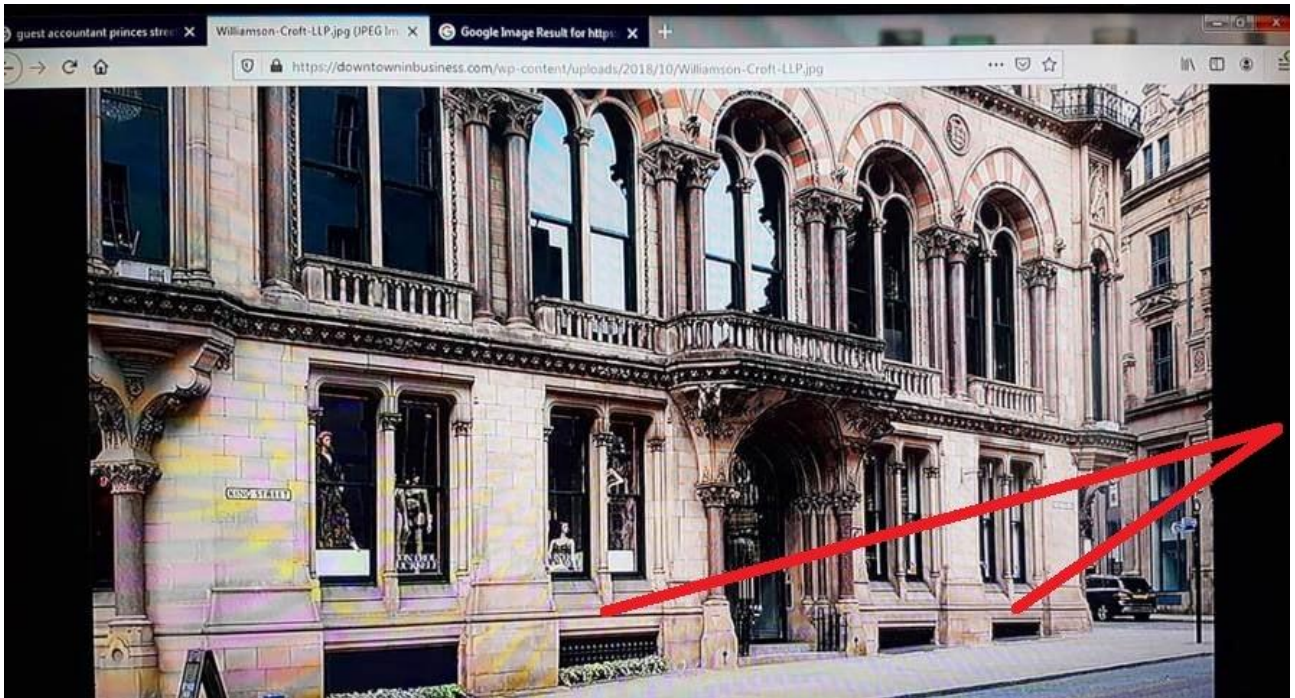 guest accountant princes stree
Williamson-Croft-LLP.jpg (JPEG Im
Google Image Result for https:
https://downtowninbusiness.com/wp-content/uploads/2018/10/Williamson-Croft-LLP.jpg
KING STREET